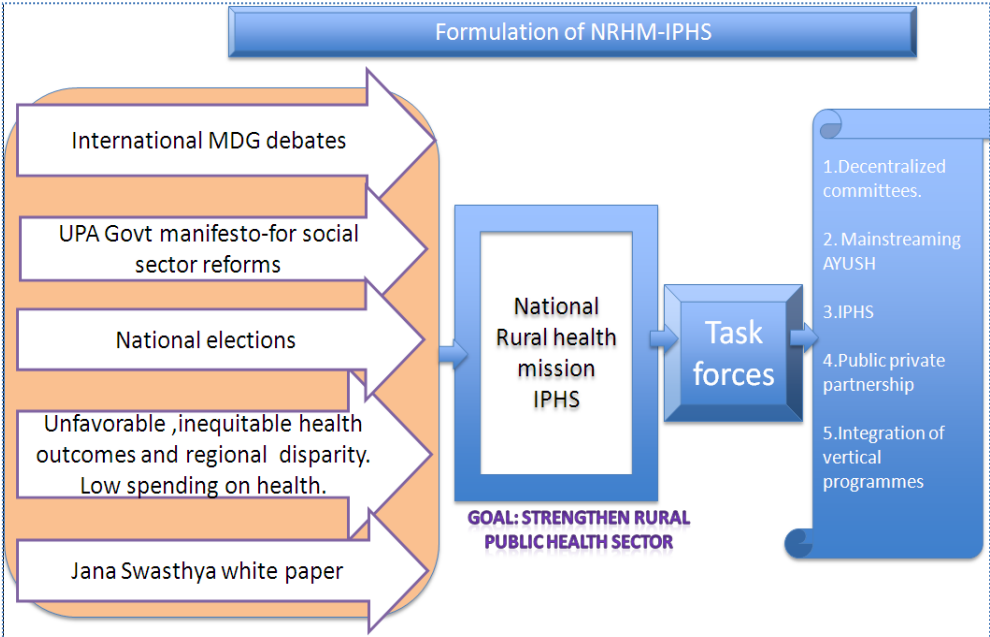 Formulation of NRHM-IPHS
International MDG debates
UPA Govt manifesto-for social
sector reforms
National elections
Unfavorable ,inequitable health
outcomes and regional disparity.
Low spending on health.
Jana Swasthya white paper
National
Rural health
mission
IPHS
GOAL: STRENGTHEN RURAL
PUBLIC HEALTH SECTOR
Task
forces
1.Decentralized
committees.
2. Mainstreaming
AYUSH
3.IPHS
4.Public private
partnership
5.Integration of
vertical
programmes